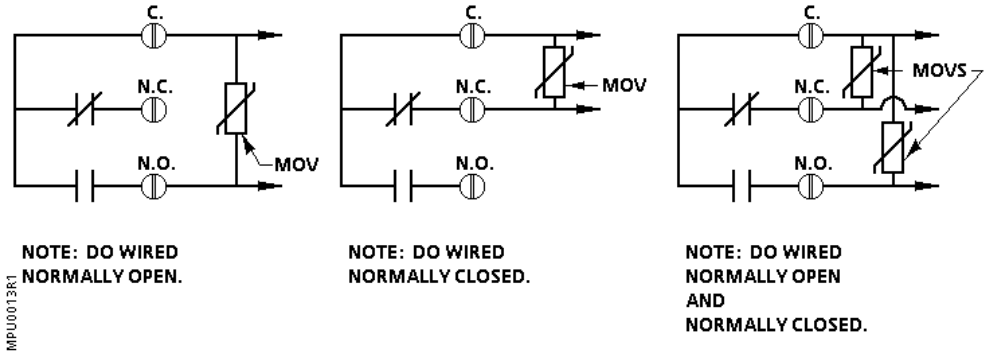 C.
N.C.
N.O.
MOV
NOTE:  DO WIRED
NORMALLY OPEN.
C.
N.C.
N.O.
MOV
NOTE:  DO WIRED
NORMALLY CLOSED.
C.
N.C.
N.O.
MOVS
NOTE:  DO WIRED
NORMALLY OPEN
AND
NORMALLY CLOSED.
MPU0013R1